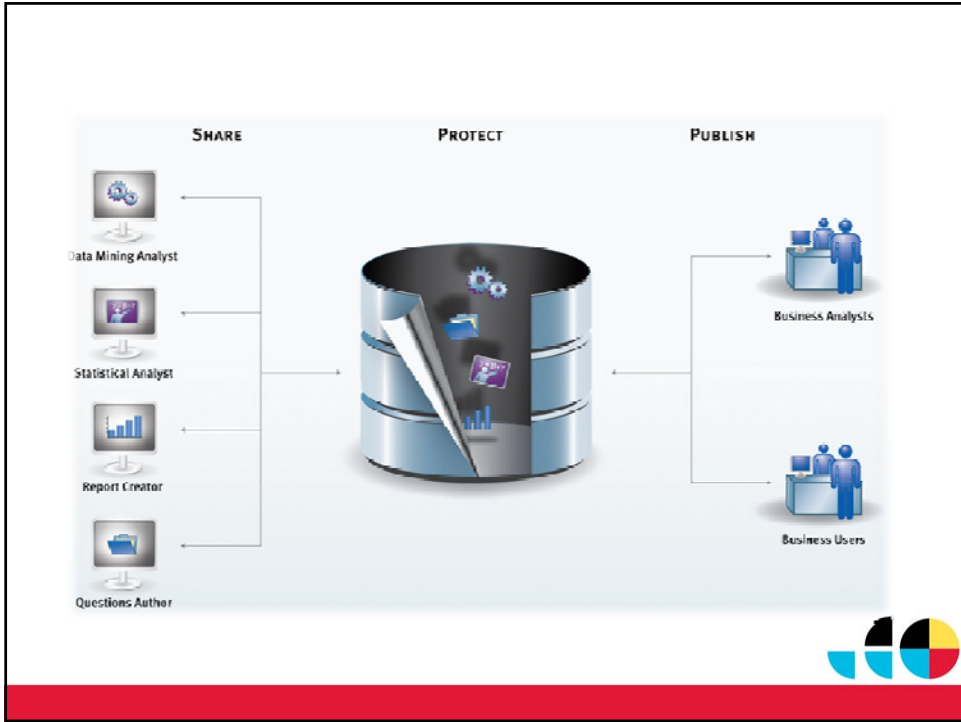 SHARE
PROTECT
PUBLISH
Data Mining Analyst
Statistical Analyst
Report Creator
Questions Author
Business Analysts
Business Users